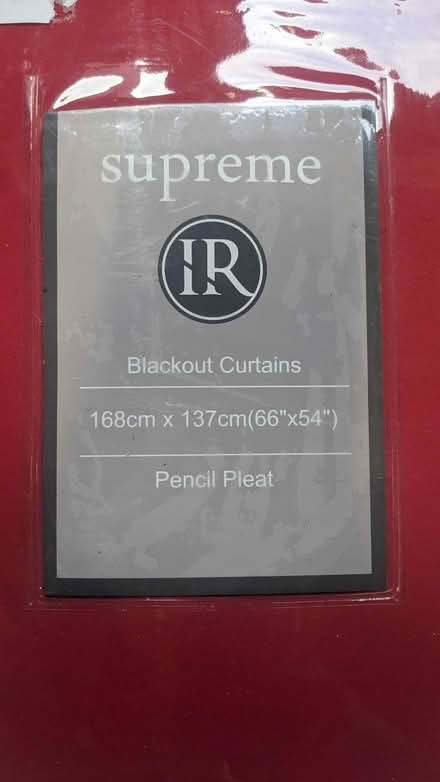 supreme
IR
Blackout Curtains
168cm x 137cm(66"x54")
Pencil Pleat